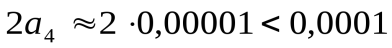 2a₄ ≈2 ·0,00001 < 0,0001